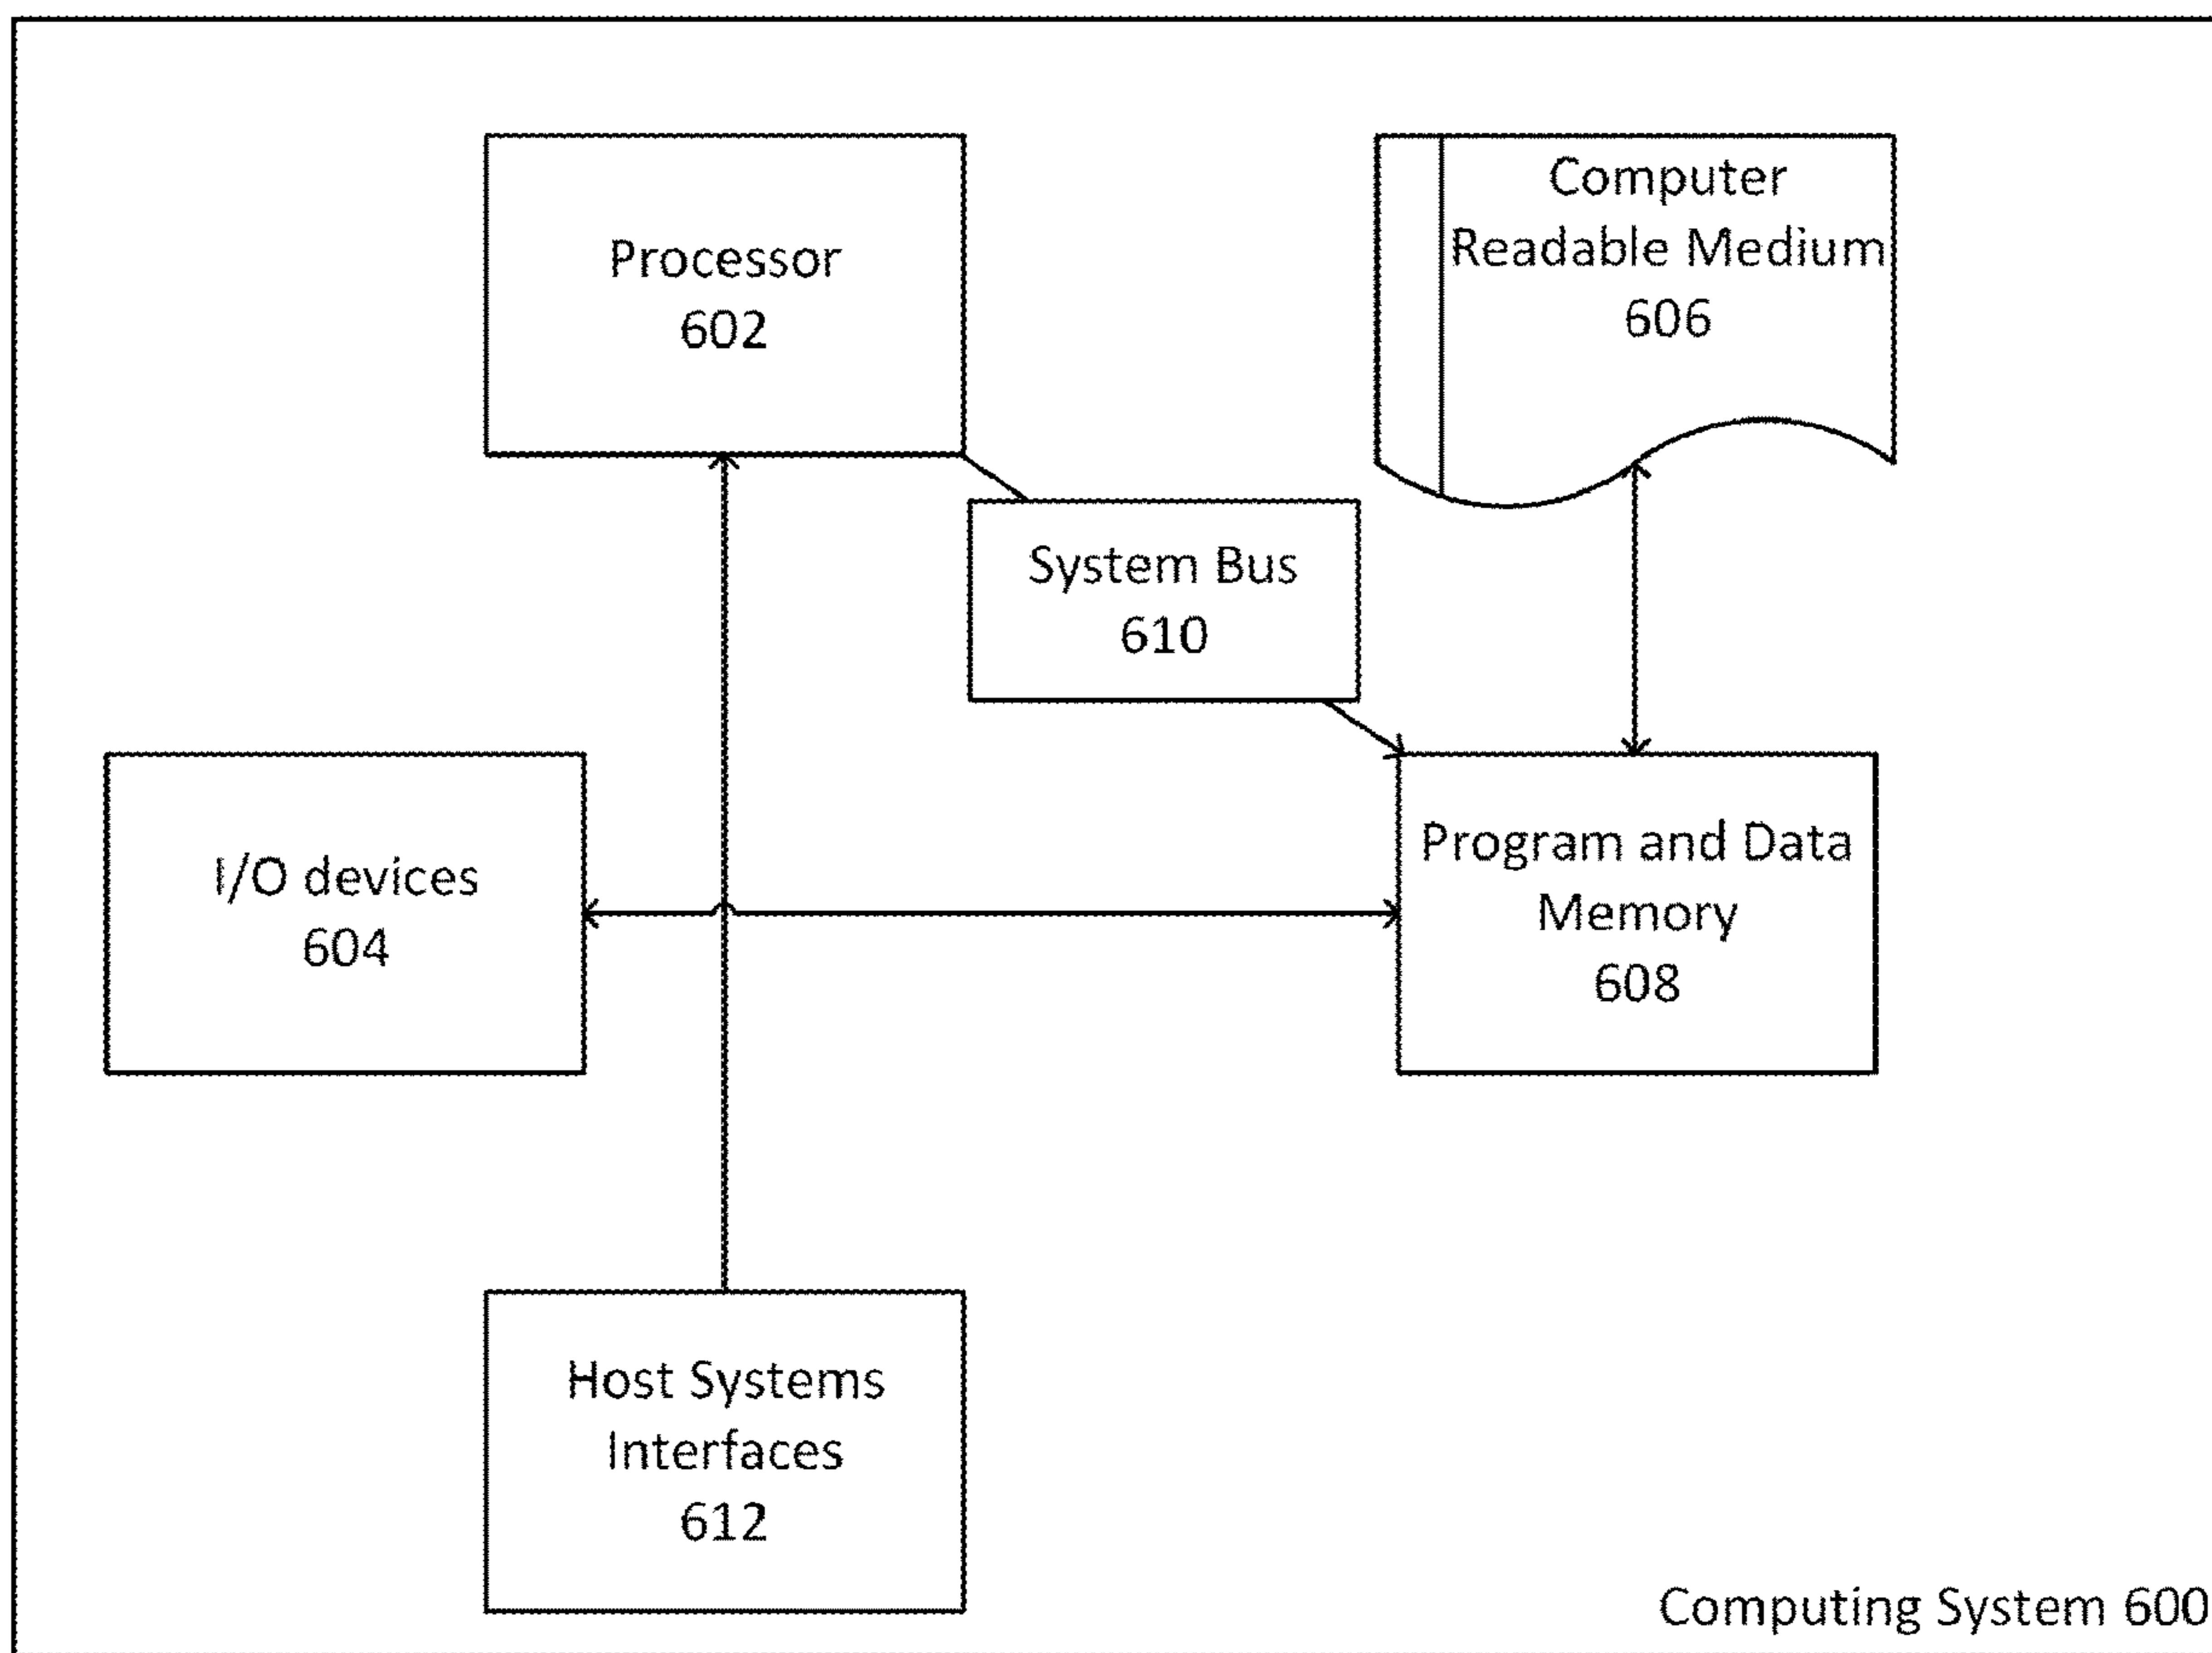 Processor
602
Computer
Readable Medium
606
System Bus
610
I/O devices
604
Program and Data
Memory
608
Host Systems
Interfaces
612
Computing System 600